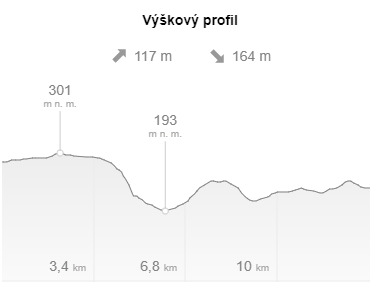 Výškový profil
117 m 164 m
301
m n. m.
193
m n. m.
3,4 km 6,8 km 10 km